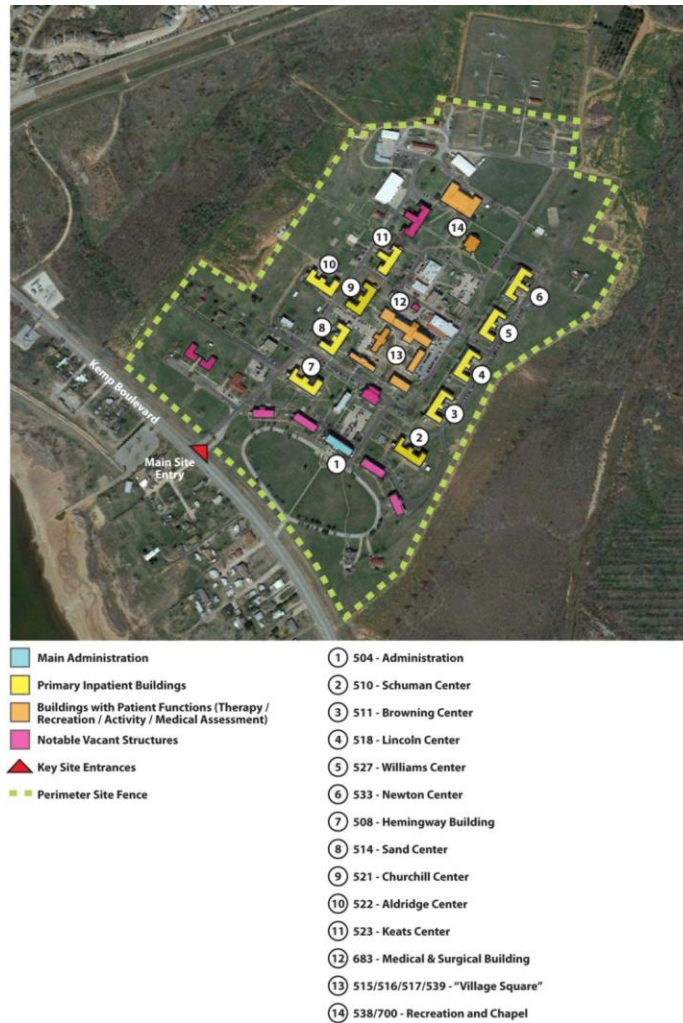 11
14
10
9
6
12
5
8
13
4
7
Kemp Boulevard
3
2
Main Site
Entry
1
Main Administration
Primary Inpatient Buildings
Buildings with Patient Functions (Therapy /
Recreation / Activity / Medical Assessment)
Notable Vacant Structures
Key Site Entrances
Perimeter Site Fence
1 504 - Administration
2 510 - Schuman Center
3 511 - Browning Center
4 518 - Lincoln Center
5 527 - Williams Center
6 533 - Newton Center
7 508 - Hemingway Building
8 514 - Sand Center
9 521 - Churchill Center
10 522 - Aldridge Center
11 523 - Keats Center
12 683 - Medical & Surgical Building
13 515/516/517/539 - “Village Square”
14 538/700 - Recreation and Chapel